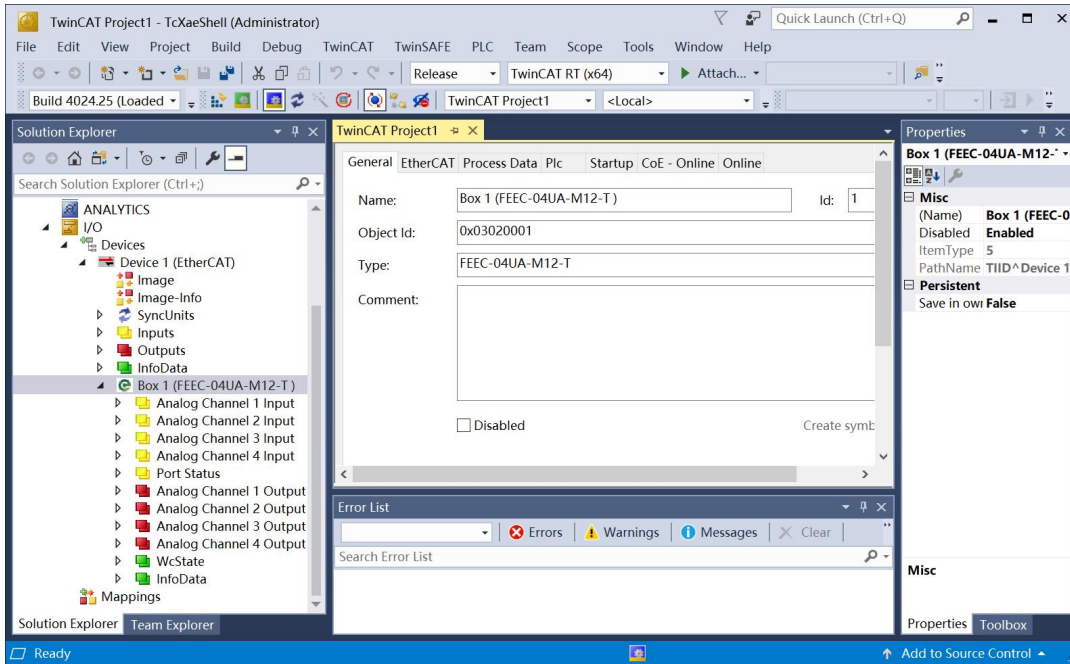 TwinCAT Project1 - TcXaeShell (Administrator)
Quick Launch (Ctrl+Q)
File Edit View Project Build Debug TwinCAT TwinSAFE PLC Team Scope Tools Window Help
Release TwinCAT RT (x64) Attach...
Build 4024.25 (Loaded TwinCAT Project1 <Local>
Solution Explorer
Search Solution Explorer (Ctrl+;)
ANALYTICS
I/O
Devices
Device 1 (EtherCAT)
Image
Image-Info
SyncUnits
Inputs
Outputs
InfoData
Box 1 (FEEC-04UA-M12-T )
Analog Channel 1 Input
Analog Channel 2 Input
Analog Channel 3 Input
Analog Channel 4 Input
Port Status
Analog Channel 1 Output
Analog Channel 2 Output
Analog Channel 3 Output
Analog Channel 4 Output
WcState
InfoData
Mappings
Solution Explorer Team Explorer
TwinCAT Project1
General EtherCAT Process Data Plc Startup CoE - Online Online
Name: Box 1 (FEEC-04UA-M12-T ) Id: 1
Object Id: 0x03020001
Type: FEEC-04UA-M12-T
Comment:
Disabled Create symb
Error List
Errors Warnings Messages Clear
Search Error List
Properties
Box 1 (FEEC-04UA-M12-
Misc
(Name) Box 1 (FEEC-0
Disabled Enabled
ItemType 5
PathName TIID^Device 1
Persistent
Save in owr False
Misc
Properties Toolbox
Ready
Add to Source Control